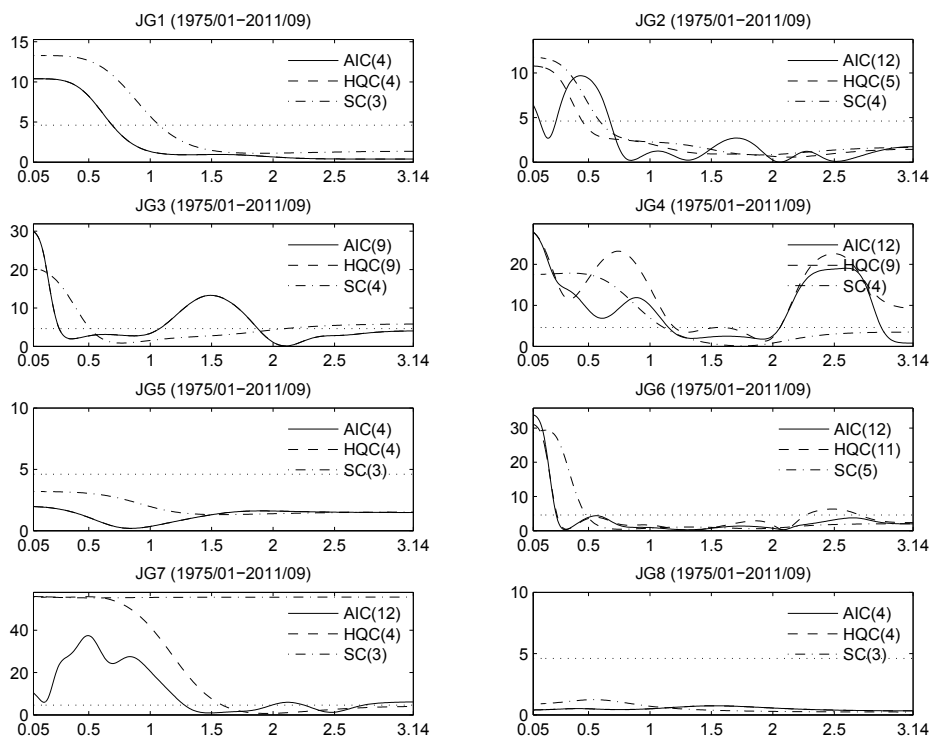 JG1 (1975/01−2011/09)
15
10
5
0
AIC(4)
HQC(4)
SC(3)
0.05 0.5 1 1.5 2 2.5 3.14
JG2 (1975/01−2011/09)
10
5
0
AIC(12)
HQC(5)
SC(4)
0.05 0.5 1 1.5 2 2.5 3.14
JG3 (1975/01−2011/09)
30
20
10
0
AIC(9)
HQC(9)
SC(4)
0.05 0.5 1 1.5 2 2.5 3.14
JG4 (1975/01−2011/09)
20
10
0
AIC(12)
HQC(9)
SC(4)
0.05 0.5 1 1.5 2 2.5 3.14
JG5 (1975/01−2011/09)
10
5
0
AIC(4)
HQC(4)
SC(3)
0.05 0.5 1 1.5 2 2.5 3.14
JG6 (1975/01−2011/09)
30
20
10
0
AIC(12)
HQC(11)
SC(5)
0.05 0.5 1 1.5 2 2.5 3.14
JG7 (1975/01−2011/09)
40
20
0
AIC(12)
HQC(4)
SC(3)
0.05 0.5 1 1.5 2 2.5 3.14
JG8 (1975/01−2011/09)
10
5
0
AIC(4)
HQC(4)
SC(3)
0.05 0.5 1 1.5 2 2.5 3.14